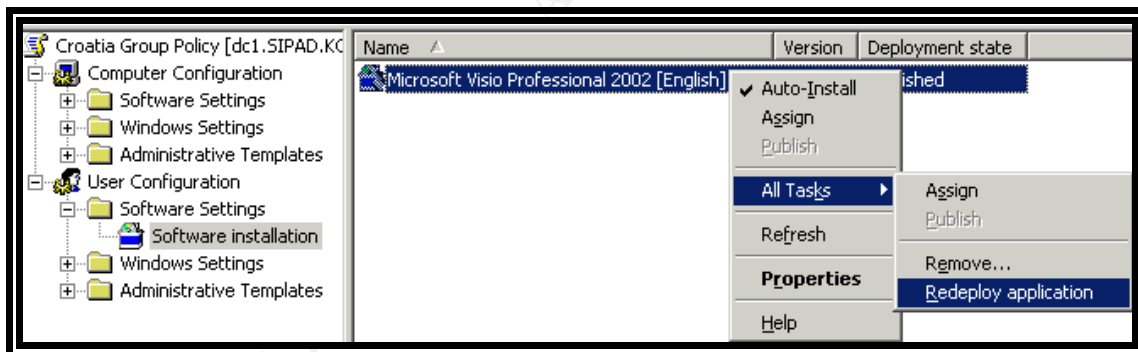 Croatia Group Policy [dc1.SIPAD.KC
Computer Configuration
Software Settings
Windows Settings
Administrative Templates
User Configuration
Software Settings
Software installation
Windows Settings
Administrative Templates
Name Version Deployment state
Microsoft Visio Professional 2002 [English] ished
Auto-Install
Assign
Publish
All Tasks
Refresh
Properties
Help
Assign
Publish
Remove...
Redeploy application